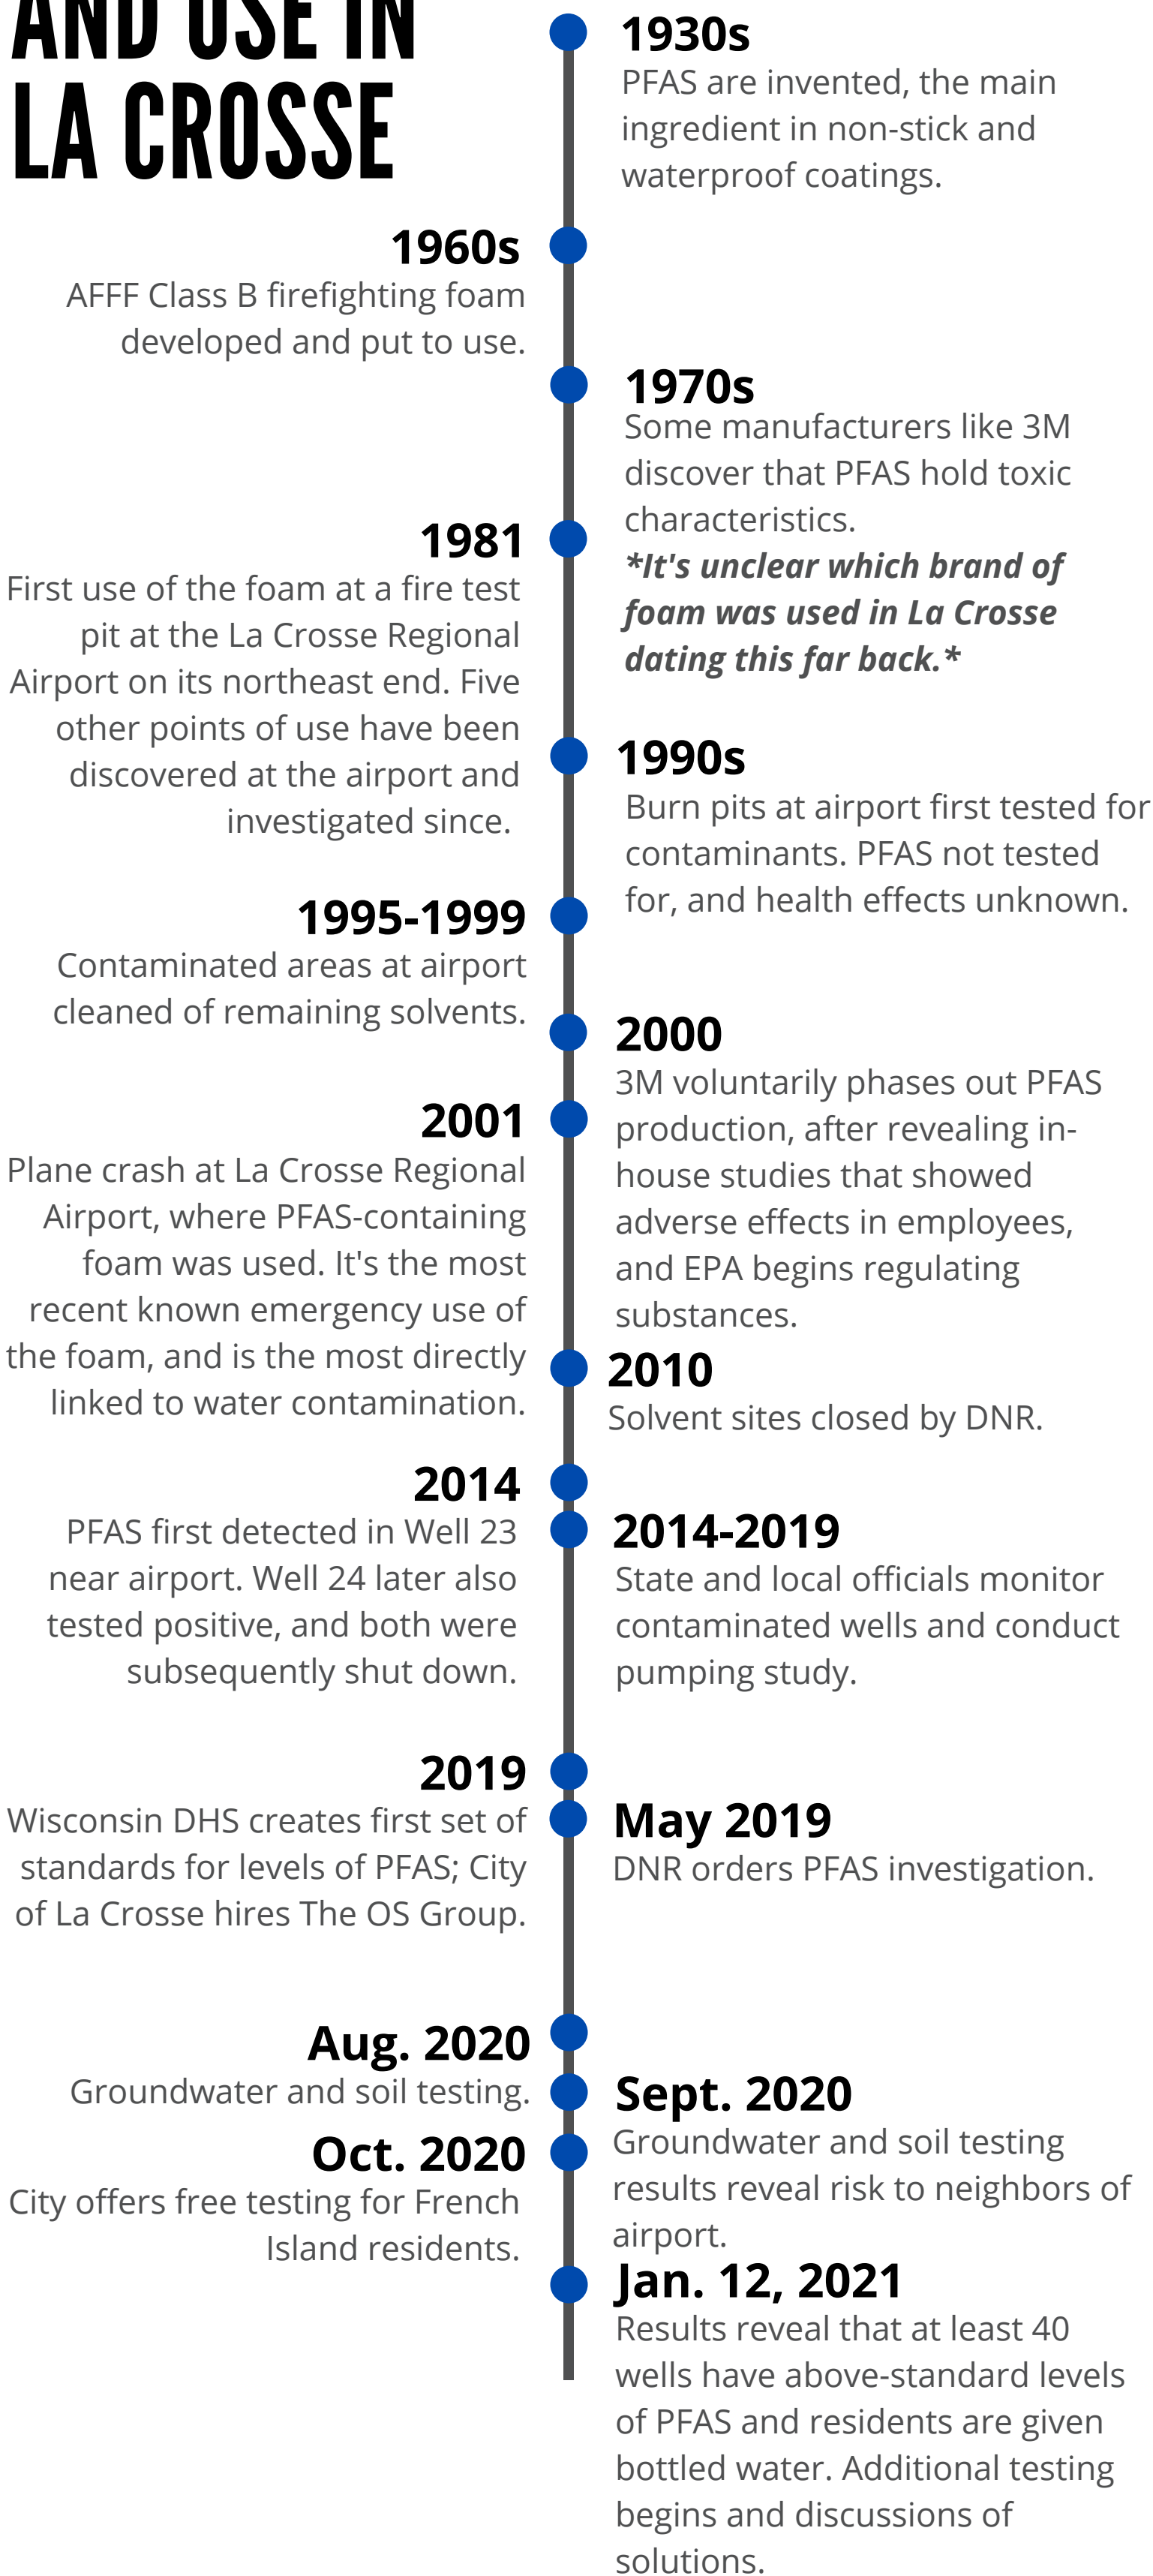 AND USE IN
LA CROSSE
1930s
PFAS are invented, the main
ingredient in non-stick and
waterproof coatings.
1960s
AFFF Class B firefighting foam
developed and put to use.
1970s
Some manufacturers like 3M
discover that PFAS hold toxic
characteristics.
*It's unclear which brand of
foam was used in La Crosse
dating this far back.*
1981
First use of the foam at a fire test
pit at the La Crosse Regional
Airport on its northeast end. Five
other points of use have been
discovered at the airport and
investigated since.
1990s
Burn pits at airport first tested for
contaminants. PFAS not tested
for, and health effects unknown.
1995-1999
Contaminated areas at airport
cleaned of remaining solvents.
2000
3M voluntarily phases out PFAS
production, after revealing in-
house studies that showed
adverse effects in employees,
and EPA begins regulating
substances.
2001
Plane crash at La Crosse Regional
Airport, where PFAS-containing
foam was used. It's the most
recent known emergency use of
the foam, and is the most directly
linked to water contamination.
2010
Solvent sites closed by DNR.
2014
PFAS first detected in Well 23
near airport. Well 24 later also
tested positive, and both were
subsequently shut down.
2014-2019
State and local officials monitor
contaminated wells and conduct
pumping study.
2019
Wisconsin DHS creates first set of
standards for levels of PFAS; City
of La Crosse hires The OS Group.
May 2019
DNR orders PFAS investigation.
Aug. 2020
Groundwater and soil testing.
Sept. 2020
Groundwater and soil testing
results reveal risk to neighbors of
airport.
Oct. 2020
City offers free testing for French
Island residents.
Jan. 12, 2021
Results reveal that at least 40
wells have above-standard levels
of PFAS and residents are given
bottled water. Additional testing
begins and discussions of
solutions.